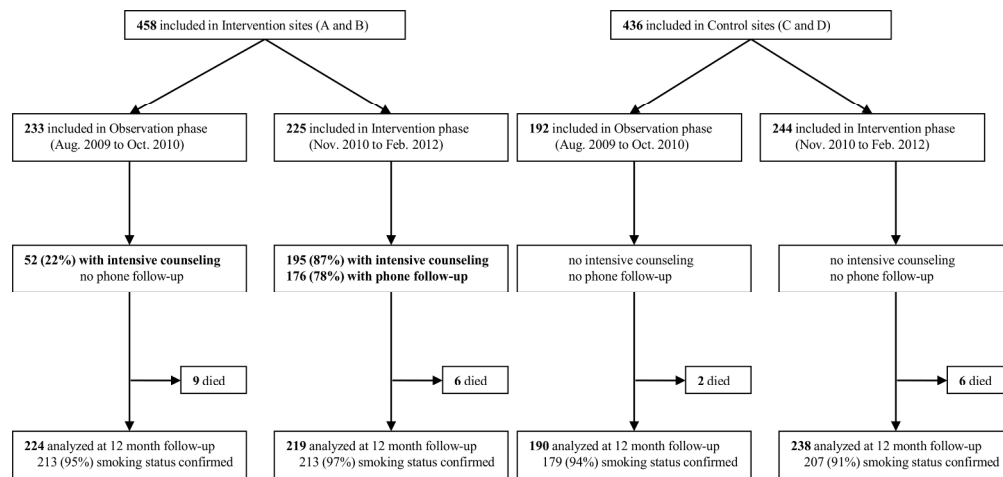 458 included in Intervention sites (A and B)
436 included in Control sites (C and D)
233 included in Observation phase
(Aug. 2009 to Oct. 2010)
225 included in Intervention phase
(Nov. 2010 to Feb. 2012)
192 included in Observation phase
(Aug. 2009 to Oct. 2010)
244 included in Intervention phase
(Nov. 2010 to Feb. 2012)
52 (22%) with intensive counseling
no phone follow-up
195 (87%) with intensive counseling
176 (78%) with phone follow-up
no intensive counseling
no phone follow-up
no intensive counseling
no phone follow-up
9 died
6 died
2 died
6 died
224 analyzed at 12 month follow-up
213 (95%) smoking status confirmed
219 analyzed at 12 month follow-up
213 (97%) smoking status confirmed
190 analyzed at 12 month follow-up
179 (94%) smoking status confirmed
238 analyzed at 12 month follow-up
207 (91%) smoking status confirmed